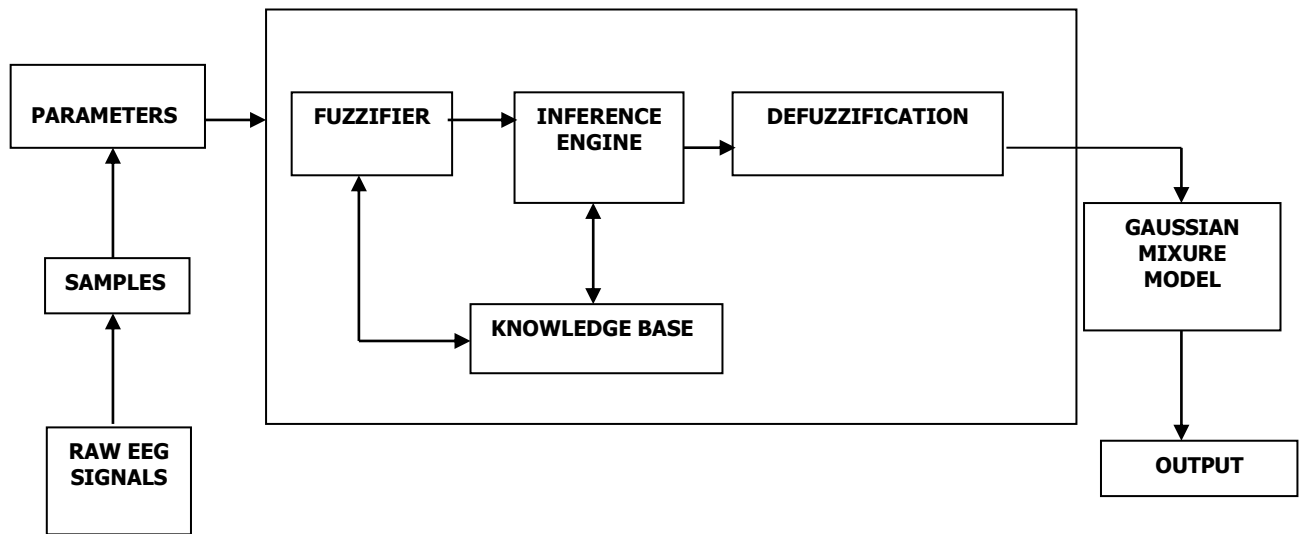 PARAMETERS
FUZZIFIER
INFERENCE
ENGINE
DEFUZZIFICATION
GAUSSIAN
MIXURE
MODEL
SAMPLES
KNOWLEDGE BASE
RAW EEG
SIGNALS
OUTPUT